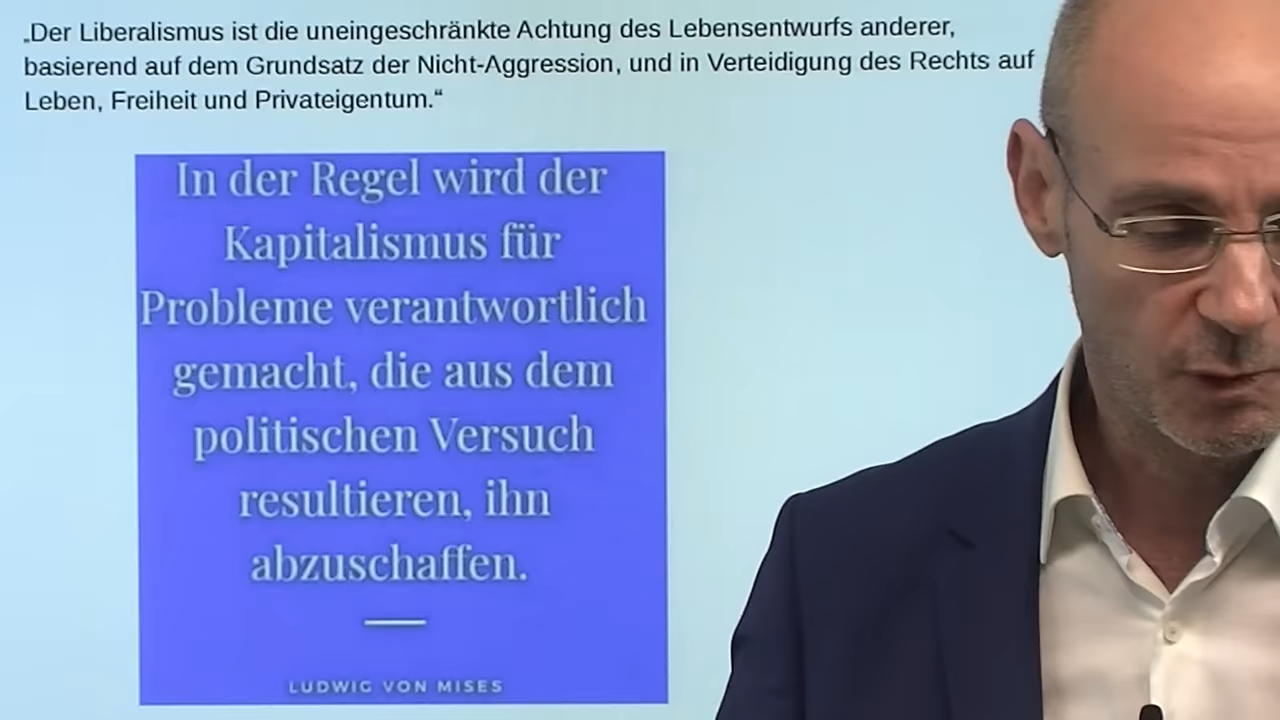 „Der Liberalismus ist die uneingeschränkte Achtung des Lebensentwurfs anderer,
basierend auf dem Grundsatz der Nicht-Aggression, und in Verteidigung des Rechts auf
Leben, Freiheit und Privateigentum.“
In der Regel wird der
Kapitalismus für
Probleme verantwortlich
gemacht, die aus dem
politischen Versuch
resultieren, ihn
abzuschaffen.
LUDWIG VON MISES